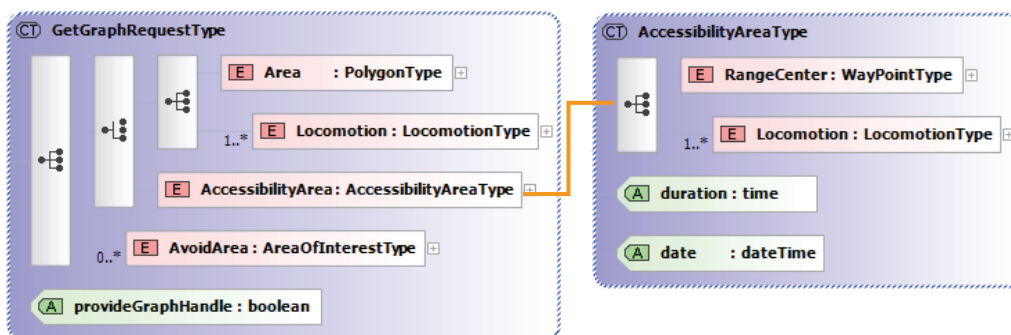 CT GetGraphRequestType
E Area : PolygonType
1..* E Locomotion : LocomotionType
E AccessibilityArea : AccessibilityAreaType
0..* E AvoidArea : AreaOfInterestType
A provideGraphHandle : boolean
CT AccessibilityAreaType
E RangeCenter : WayPointType
1..* E Locomotion : LocomotionType
A duration : time
A date : dateTime